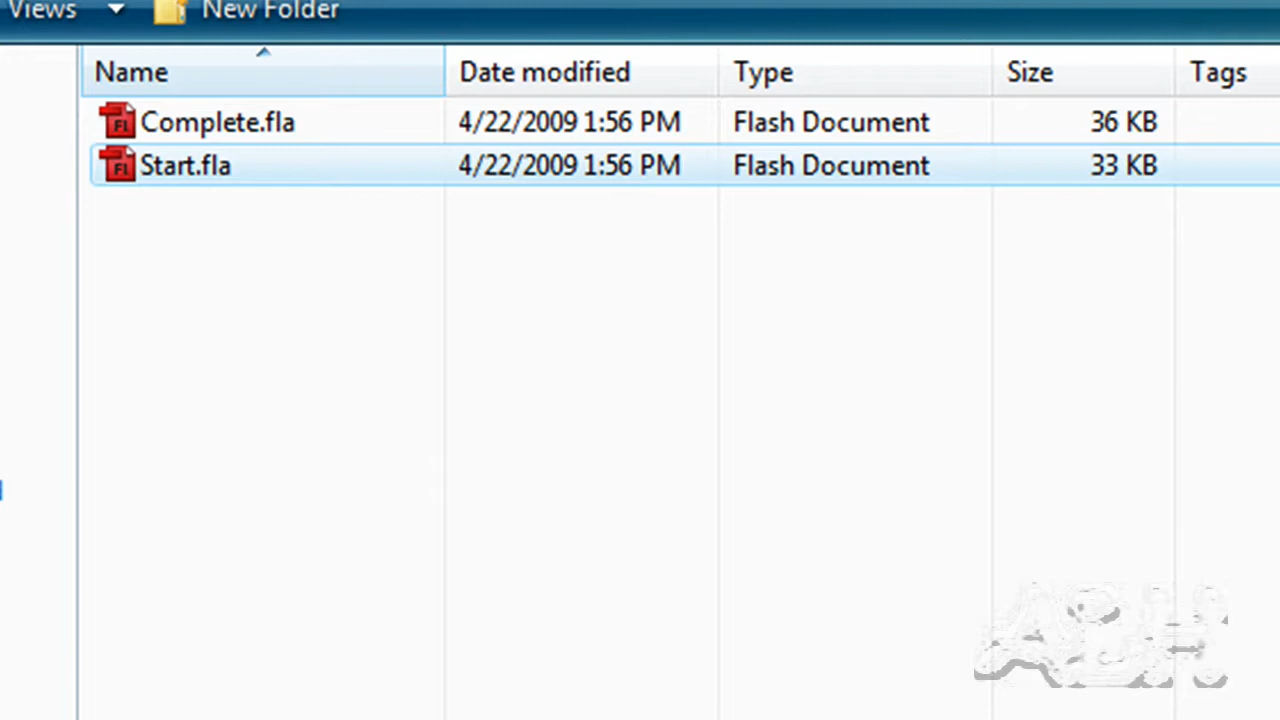 Views New Folder
Name Date modified Type Size Tags
Complete.fla 4/22/2009 1:56 PM Flash Document 36 KB
Start.fla 4/22/2009 1:56 PM Flash Document 33 KB